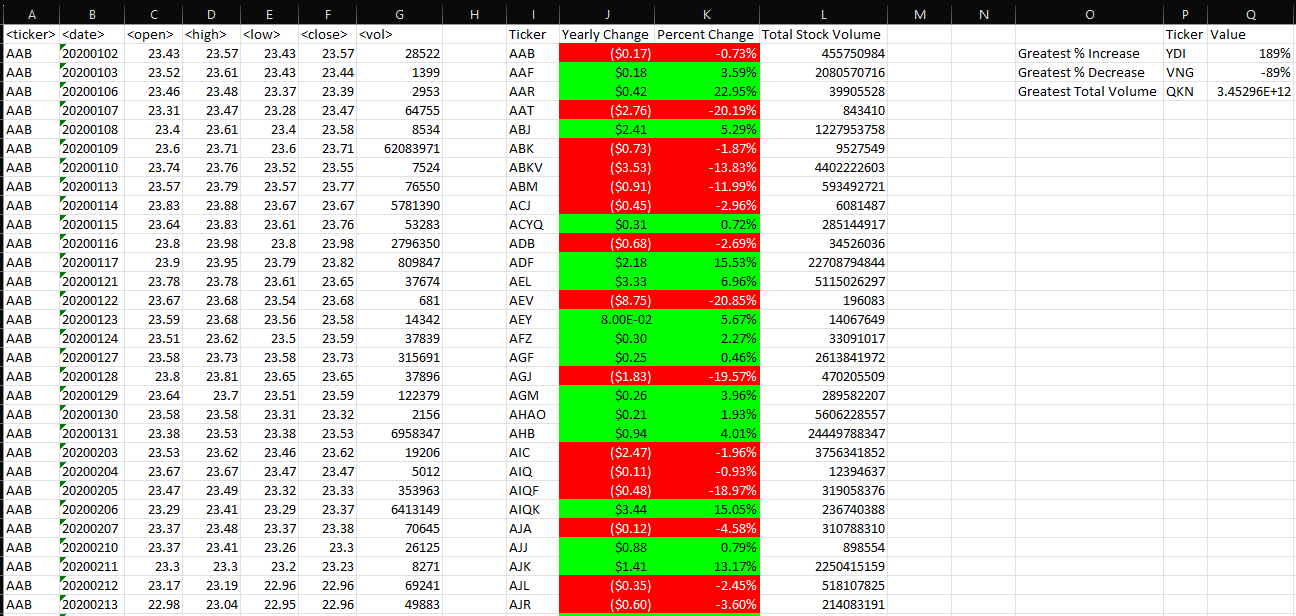 A B C D E F G H I J K L M N O P Q
<ticker> <date> <open> <high> <low> <close> <vol> Ticker Yearly Change Percent Change Total Stock Volume Ticker Value
AAB 20200102 23.43 23.57 23.43 23.57 28522 AAB ($0.17) -0.73% 455750984 Greatest % Increase YDI 189%
AAB 20200103 23.52 23.61 23.43 23.44 1399 AAF $0.18 3.59% 2080570716 Greatest % Decrease VNG -89%
AAB 20200106 23.46 23.48 23.37 23.39 2953 AAR $0.42 22.95% 39905528 Greatest Total Volume QKN 3.45296E+12
AAB 20200107 23.31 23.47 23.28 23.47 64755 AAT ($2.76) -20.19% 843410
AAB 20200108 23.4 23.61 23.4 23.58 8534 ABJ $2.41 5.29% 1227953758
AAB 20200109 23.6 23.71 23.6 23.71 62083971 ABK ($0.73) -1.87% 9527549
AAB 20200110 23.74 23.76 23.52 23.55 7524 ABKV ($3.53) -13.83% 4402222603
AAB 20200113 23.57 23.79 23.57 23.77 76550 ABM ($0.91) -11.99% 593492721
AAB 20200114 23.83 23.88 23.67 23.67 5781390 ACJ ($0.45) -2.96% 6081487
AAB 20200115 23.64 23.83 23.61 23.76 53283 ACYQ $0.31 0.72% 285144917
AAB 20200116 23.8 23.98 23.8 23.98 2796350 ADB ($0.68) -2.69% 34526036
AAB 20200117 23.9 23.95 23.79 23.82 809847 ADF $2.18 15.53% 22708794844
AAB 20200121 23.78 23.78 23.61 23.65 37674 AEL $3.33 6.96% 5115026297
AAB 20200122 23.67 23.68 23.54 23.68 681 AEV ($8.75) -20.85% 196083
AAB 20200123 23.59 23.68 23.56 23.58 14342 AEY 8.00E-02 5.67% 14067649
AAB 20200124 23.51 23.62 23.5 23.59 37839 AFZ $0.30 2.27% 33091017
AAB 20200127 23.58 23.73 23.58 23.73 315691 AGF $0.25 0.46% 2613841972
AAB 20200128 23.8 23.81 23.65 23.65 37896 AGJ ($1.83) -19.57% 470205509
AAB 20200129 23.64 23.7 23.51 23.59 122379 AGM $0.26 3.96% 289582207
AAB 20200130 23.58 23.58 23.31 23.32 2156 AHAO $0.21 1.93% 5606228557
AAB 20200131 23.38 23.53 23.38 23.53 6958347 AHB $0.94 4.01% 24449788347
AAB 20200203 23.53 23.62 23.46 23.62 19206 AIC ($2.47) -1.96% 3756341852
AAB 20200204 23.67 23.67 23.47 23.47 5012 AIQ ($0.11) -0.93% 12394637
AAB 20200205 23.47 23.49 23.32 23.33 353963 AIQF ($0.48) -18.97% 319058376
AAB 20200206 23.29 23.41 23.29 23.37 6413149 AIQK $3.44 15.05% 236740388
AAB 20200207 23.37 23.48 23.37 23.38 70645 AJA ($0.12) -4.58% 310788310
AAB 20200210 23.37 23.41 23.26 23.3 26125 AJJ $0.88 0.79% 898554
AAB 20200211 23.3 23.3 23.2 23.23 8271 AJK $1.41 13.17% 2250415159
AAB 20200212 23.17 23.19 22.96 22.96 69241 AJL ($0.35) -2.45% 518107825
AAB 20200213 22.98 23.04 22.95 22.96 49883 AJR ($0.60) -3.60% 214083191